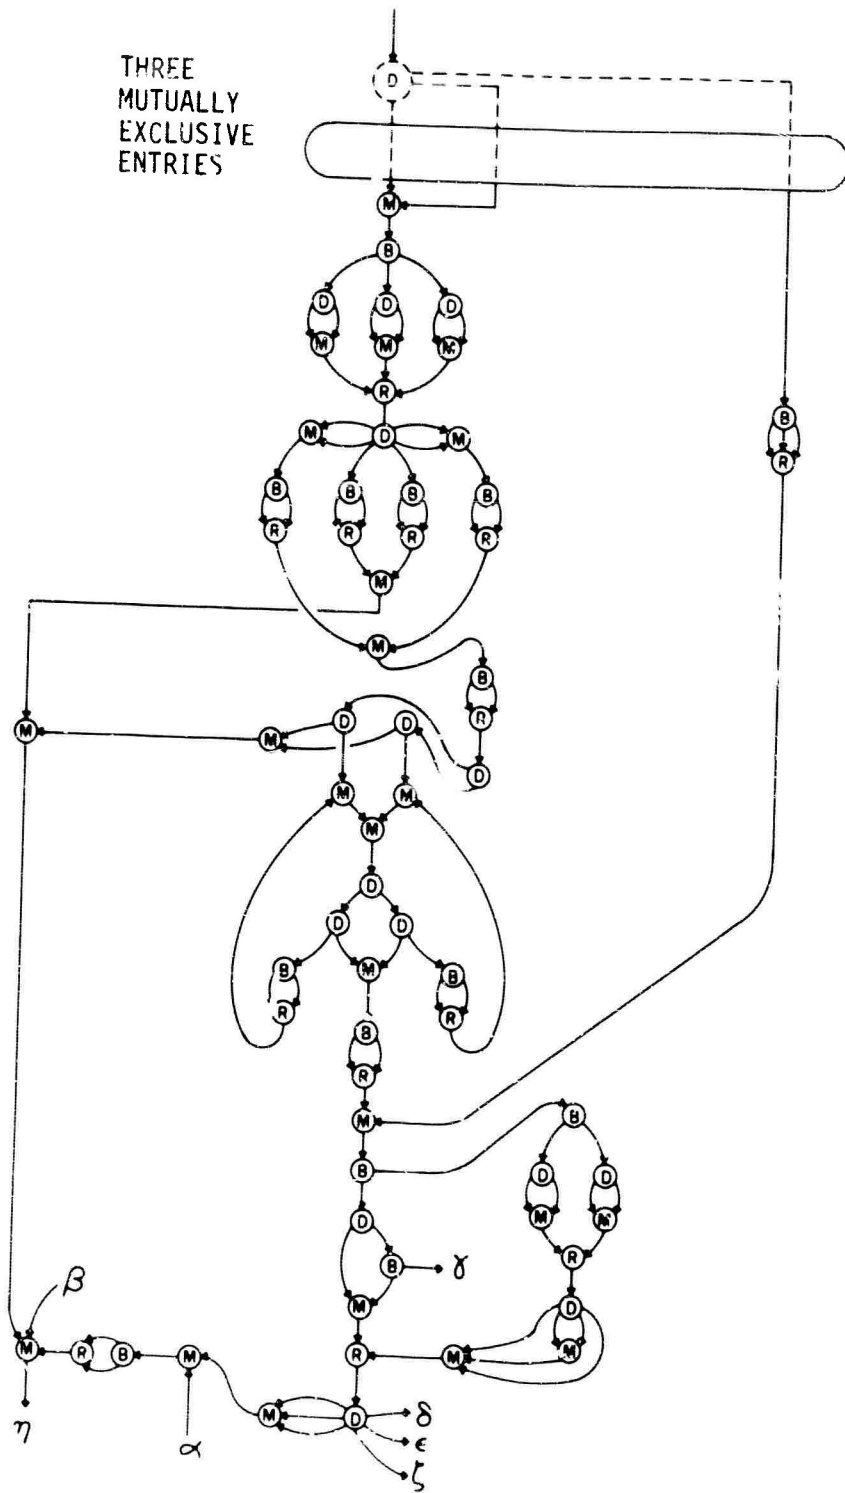 D
THREE
MUTUALLY
EXCLUSIVE
ENTRIES
M
B
D D D
M M M
R
M D M
B
R
B B B B
R R R R
M
M
B
R
M M D D
D
M M
M
D
D D
B M B
R R
B
R
M B
B
D D
D M M
B γ R
M D
β
M R B M R M M
M D δ
η α ε
ζ